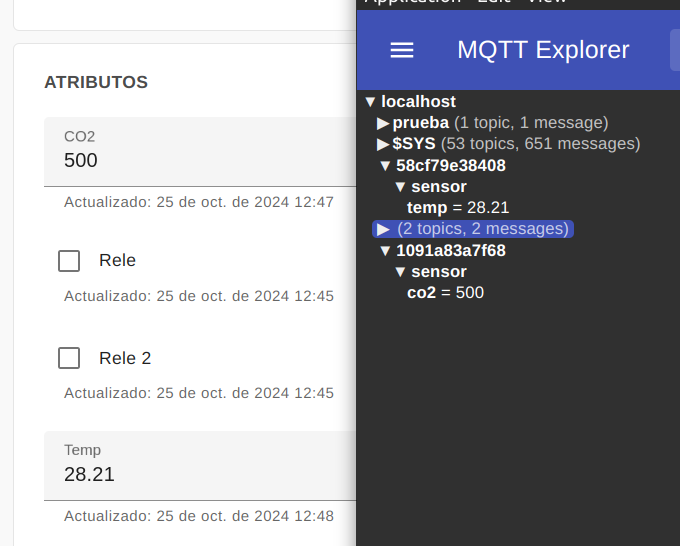 ATRIBUTOS
CO2
500
Actualizado: 25 de oct. de 2024 12:47
Rele
Actualizado: 25 de oct. de 2024 12:45
Rele 2
Actualizado: 25 de oct. de 2024 12:45
Temp
28.21
Actualizado: 25 de oct. de 2024 12:48
Application Edit View
MQTT Explorer
▼ localhost
▶ prueba (1 topic, 1 message)
▶ $SYS (53 topics, 651 messages)
▼ 58cf79e38408
▼ sensor
temp = 28.21
▶ (2 topics, 2 messages)
▼ 1091a83a7f68
▼ sensor
co2 = 500